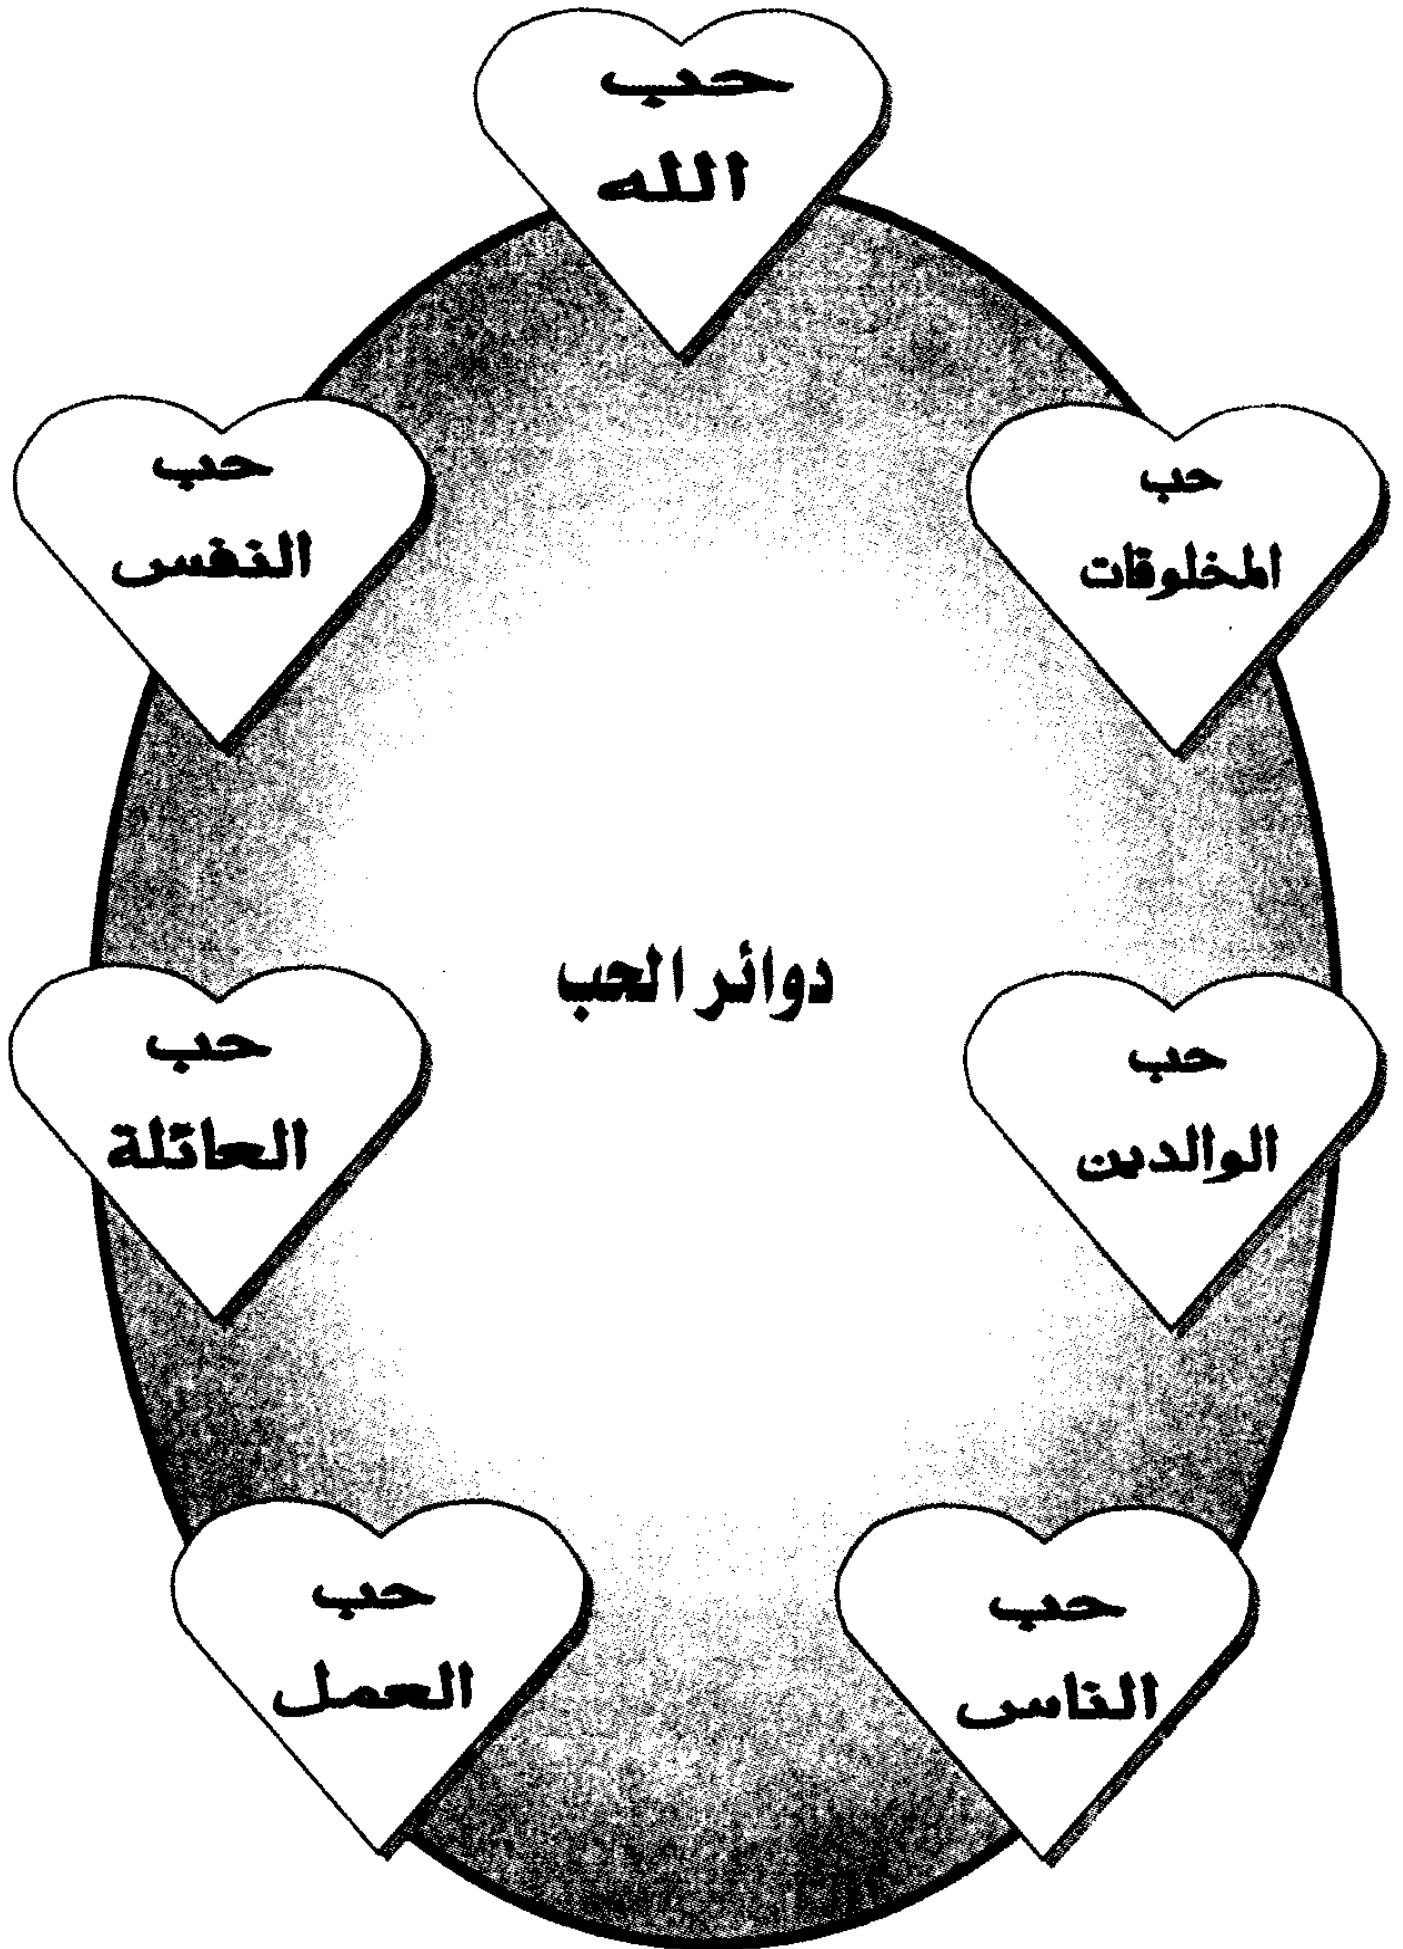 حب
الله
حب
المخلوقات
حب
النفس
دوائر الحب
حب
الوالدين
حب
العائلة
حب
الناس
حب
العمل